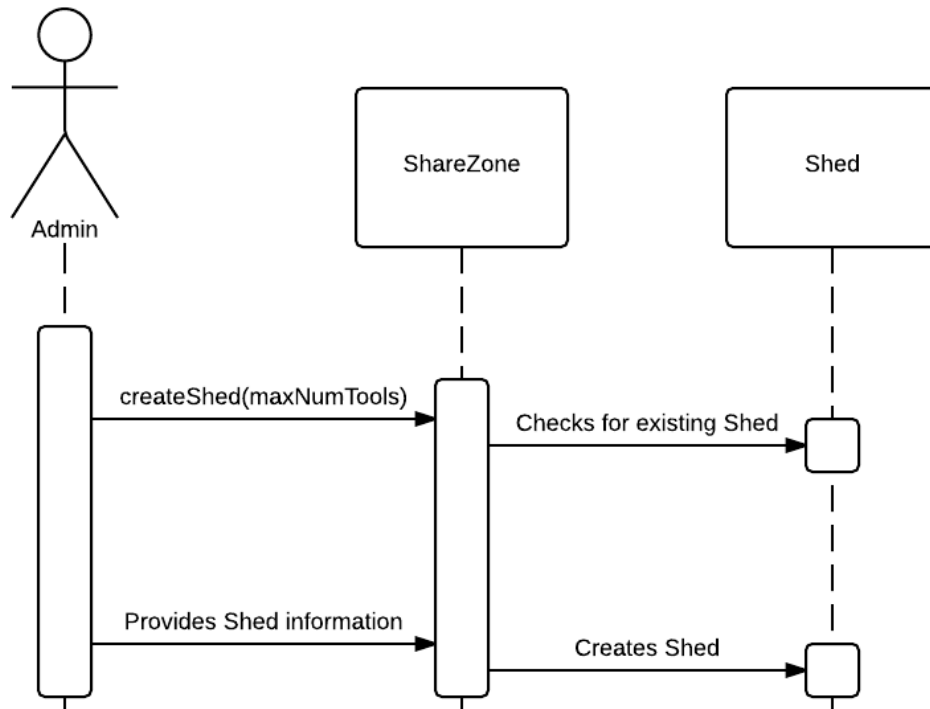 ShareZone
Shed
Admin
createShed(maxNumTools)
Checks for existing Shed
Provides Shed information
Creates Shed